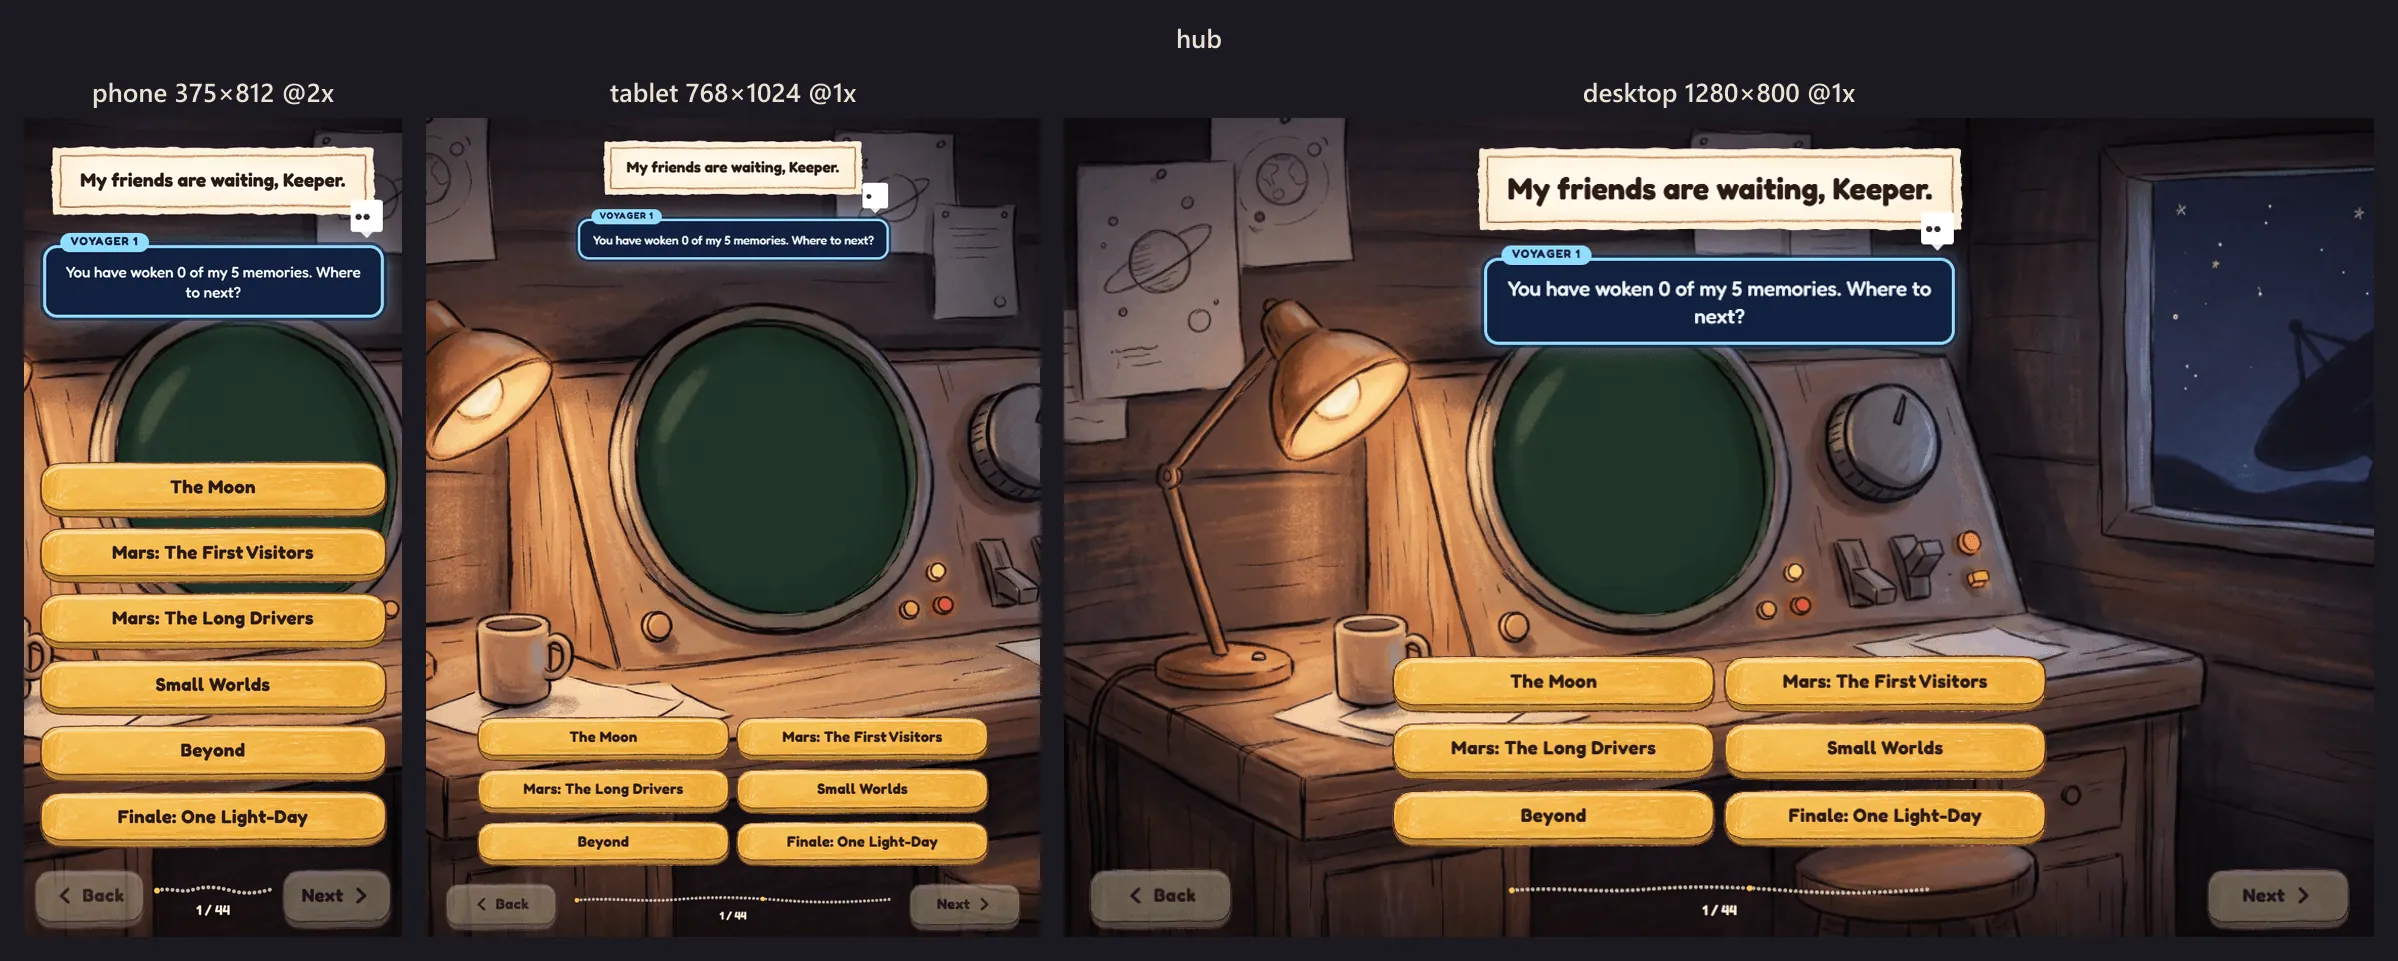 hub
phone 375×812 @2x
My friends are waiting, Keeper.
VOYAGER 1
You have woken 0 of my 5 memories. Where
to next?
The Moon
Mars: The First Visitors
Mars: The Long Drivers
Small Worlds
Beyond
Finale: One Light-Day
Back
1 / 44
Next
tablet 768×1024 @1x
My friends are waiting, Keeper.
VOYAGER 1
You have woken 0 of my 5 memories. Where to next?
The Moon
Mars: The First Visitors
Mars: The Long Drivers
Small Worlds
Beyond
Finale: One Light-Day
Back
1 / 44
Next
desktop 1280×800 @1x
My friends are waiting, Keeper.
VOYAGER 1
You have woken 0 of my 5 memories. Where to
next?
The Moon
Mars: The First Visitors
Mars: The Long Drivers
Small Worlds
Beyond
Finale: One Light-Day
Back
1 / 44
Next